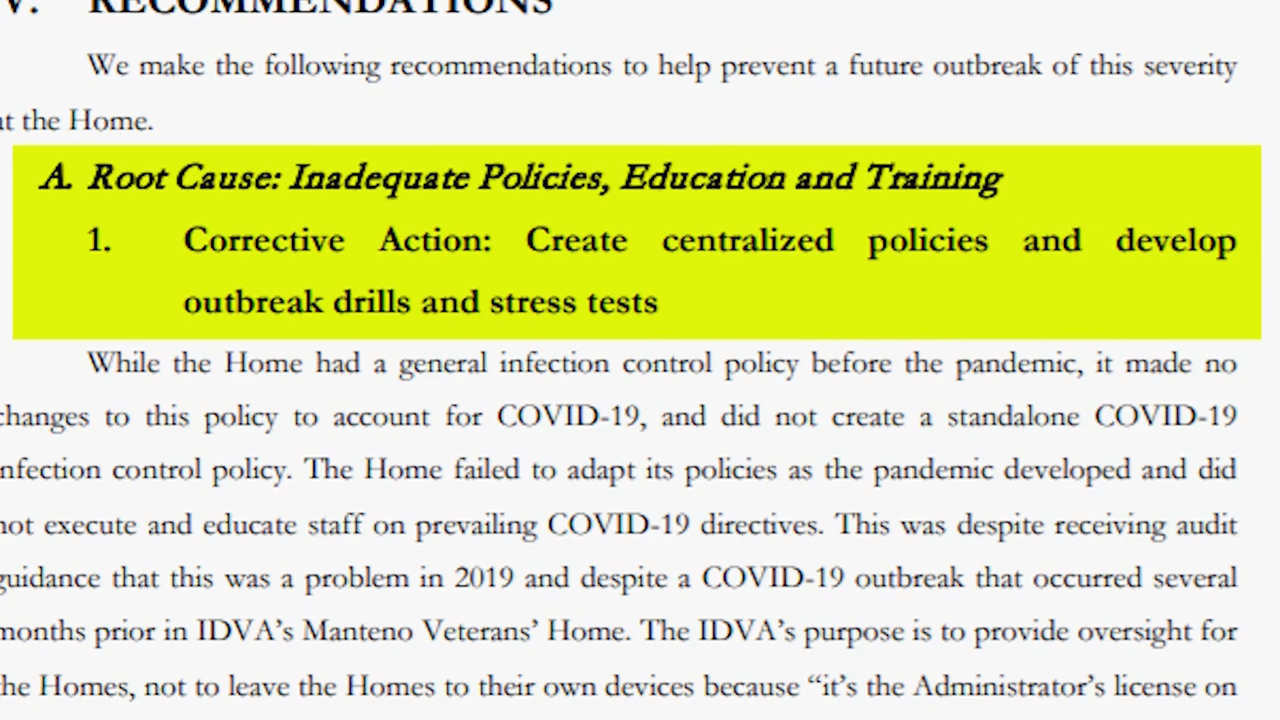 V. RECOMMENDATIONS
We make the following recommendations to help prevent a future outbreak of this severity
at the Home.
A. Root Cause: Inadequate Policies, Education and Training
1. Corrective Action: Create centralized policies and develop
outbreak drills and stress tests
While the Home had a general infection control policy before the pandemic, it made no
changes to this policy to account for COVID-19, and did not create a standalone COVID-19
infection control policy. The Home failed to adapt its policies as the pandemic developed and did
not execute and educate staff on prevailing COVID-19 directives. This was despite receiving audit
guidance that this was a problem in 2019 and despite a COVID-19 outbreak that occurred several
months prior in IDVA’s Manteno Veterans’ Home. The IDVA’s purpose is to provide oversight for
the Homes, not to leave the Homes to their own devices because “it’s the Administrator’s license on